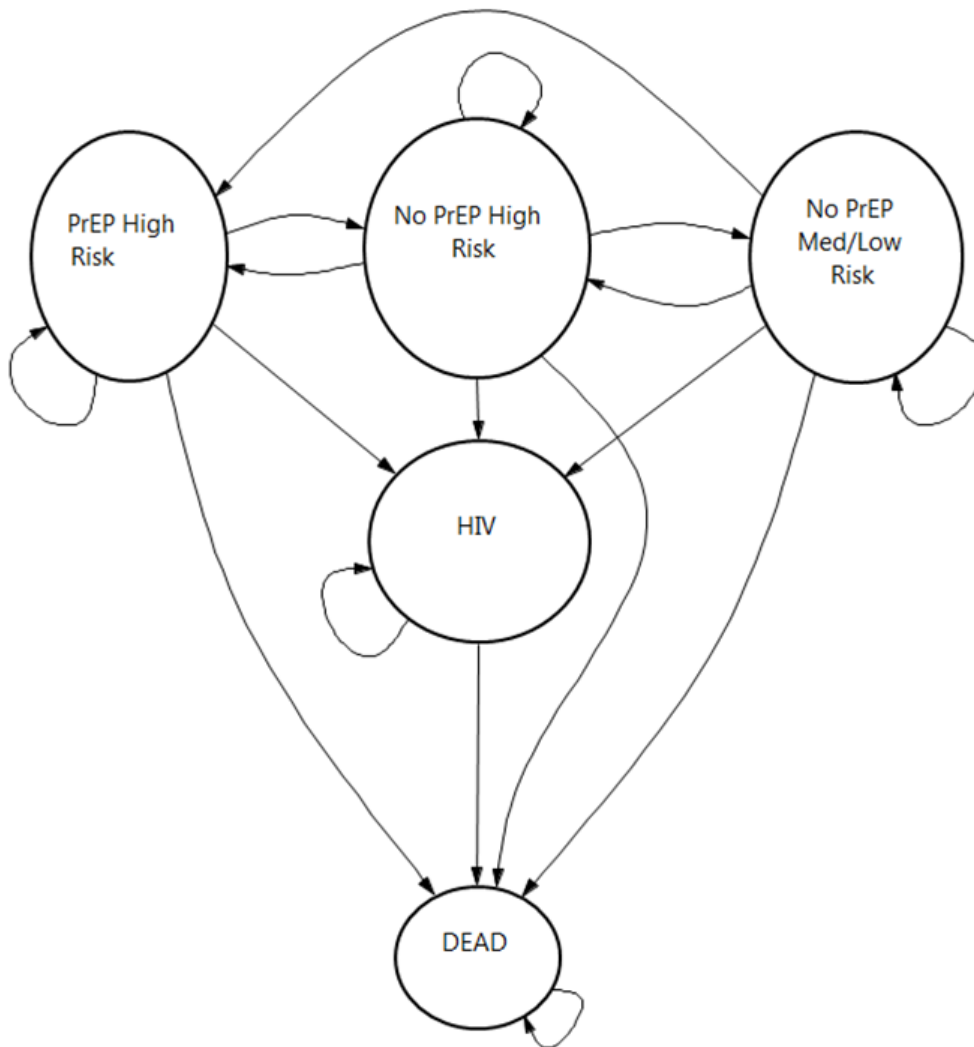 PrEP High
Risk
No PrEP High
Risk
No PrEP
Med/Low
Risk
HIV
DEAD